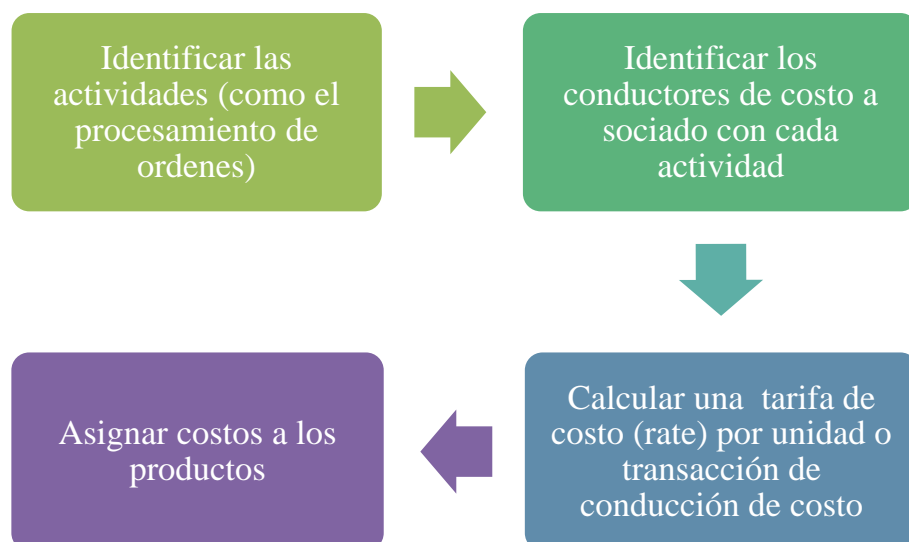 Identificar las
actividades (como el
procesamiento de
ordenes)
Identificar los
conductores de costo a
sociado con cada
actividad
Calcular una tarifa de
costo (rate) por unidad o
transacción de
conducción de costo
Asignar costos a los
productos